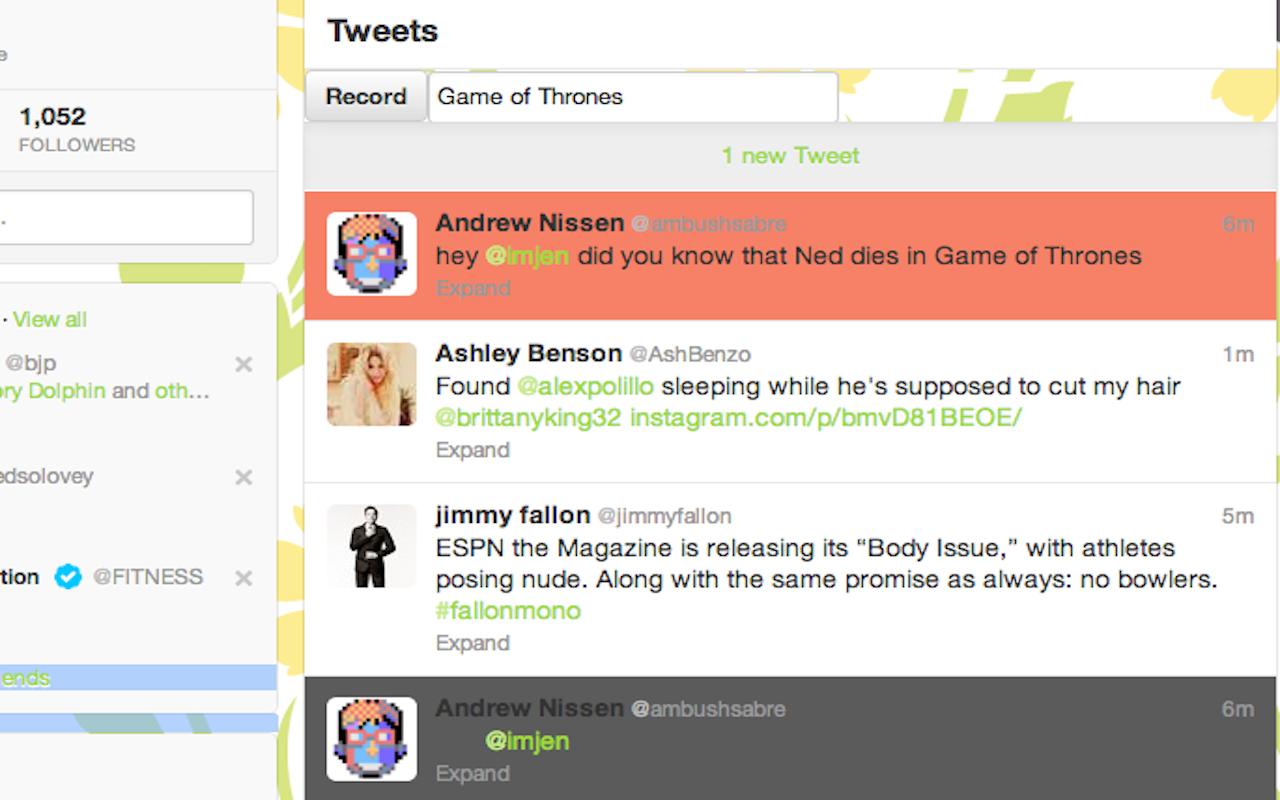 e
1,052
FOLLOWERS
.
· View all
@bjp
ory Dolphin and oth...
edsolovey
tion @FITNESS
ends
Tweets
Record Game of Thrones
1 new Tweet
Andrew Nissen @ambushsabre 6m
hey @imjen did you know that Ned dies in Game of Thrones
Expand
Ashley Benson @AshBenzo 1m
Found @alexpolillo sleeping while he's supposed to cut my hair
@brittanyking32 instagram.com/p/bmvD81BEOE/
Expand
jimmy fallon @jimmyfallon 5m
ESPN the Magazine is releasing its “Body Issue,” with athletes
posing nude. Along with the same promise as always: no bowlers.
#fallonmono
Expand
Andrew Nissen @ambushsabre 6m
@imjen
Expand